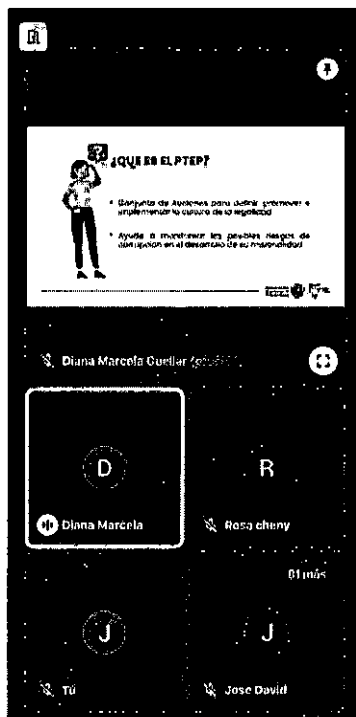 ¿QUE ES EL PTEP?
• Conjunto de Acciones para definir, promover e
implementar la cultura de la legalidad
• Ayuda a monitorear los posibles riesgos de
corrupción en el desarrollo de su misionalidad
Diana Marcela Cuellar
D
Diana Marcela
R
Rosa cheny
J
Tú
81 más
J
Jose David